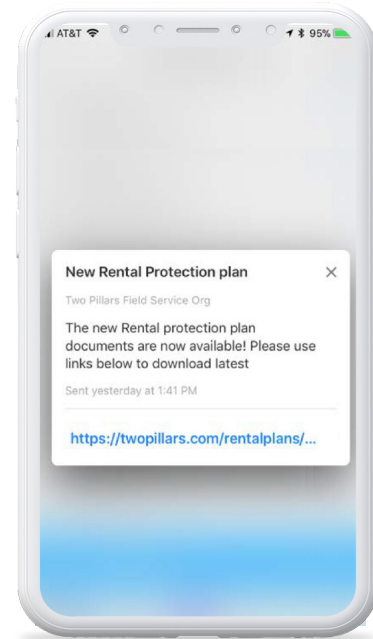 AT&T 95%
New Rental Protection plan
Two Pillars Field Service Org
The new Rental protection plan
documents are now available! Please use
links below to download latest
Sent yesterday at 1:41 PM
https://twopillars.com/rentalplans/...